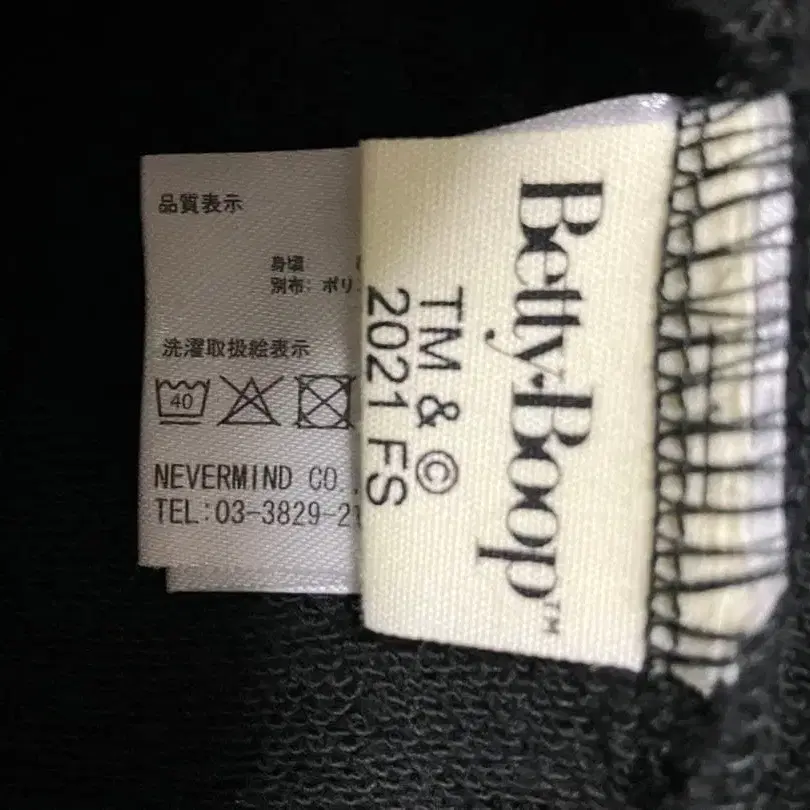 品質表示
身頃
別布: ポリ
洗濯取扱絵表示
40
NEVERMIND CO.,
TEL:03-3829-21
Betty Boop™
TM & ©
2021 FS